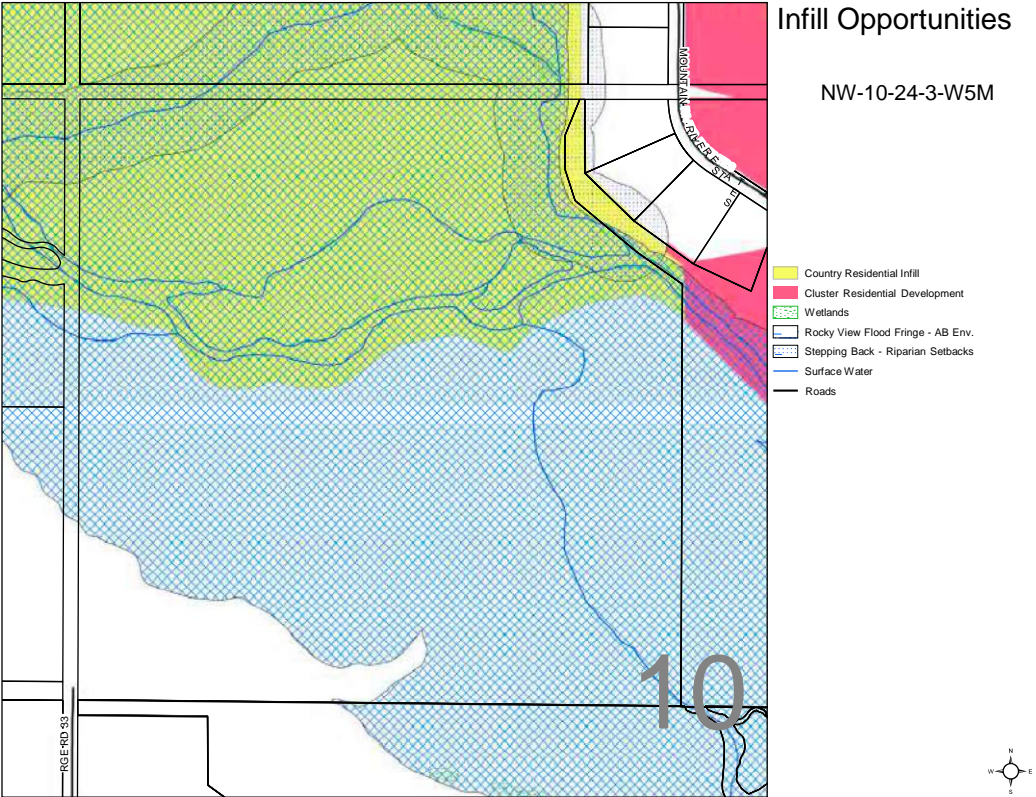 Infill Opportunities
NW-10-24-3-W5M
MOUNTAIN RIVER ESTATES
Country Residential Infill
Cluster Residential Development
Wetlands
Rocky View Flood Fringe - AB Env.
Stepping Back - Riparian Setbacks
Surface Water
Roads
10
RGE RD 33
N
W E
S